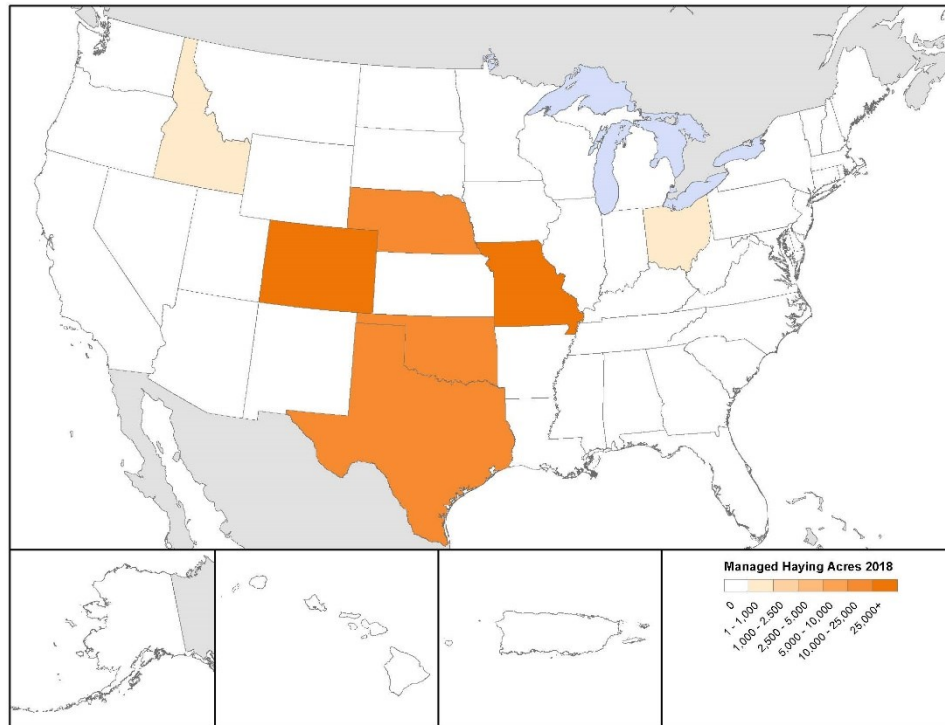 Managed Haying Acres 2018
0
1 - 1,000
1,000 - 2,500
2,500 - 5,000
5,000 - 10,000
10,000 - 25,000
25,000+